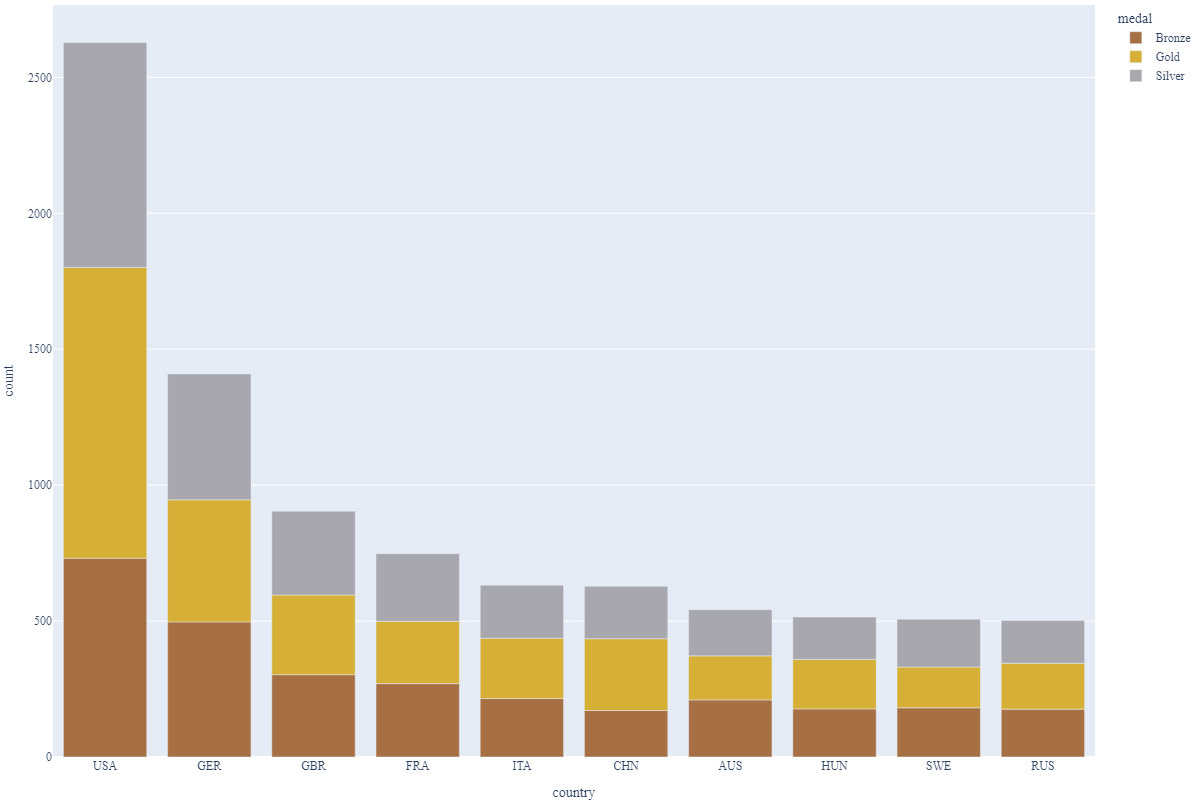 medal
Bronze
Gold
Silver
2500
2000
1500
1000
500
0
count
USA GER GBR FRA ITA CHN AUS HUN SWE RUS
country